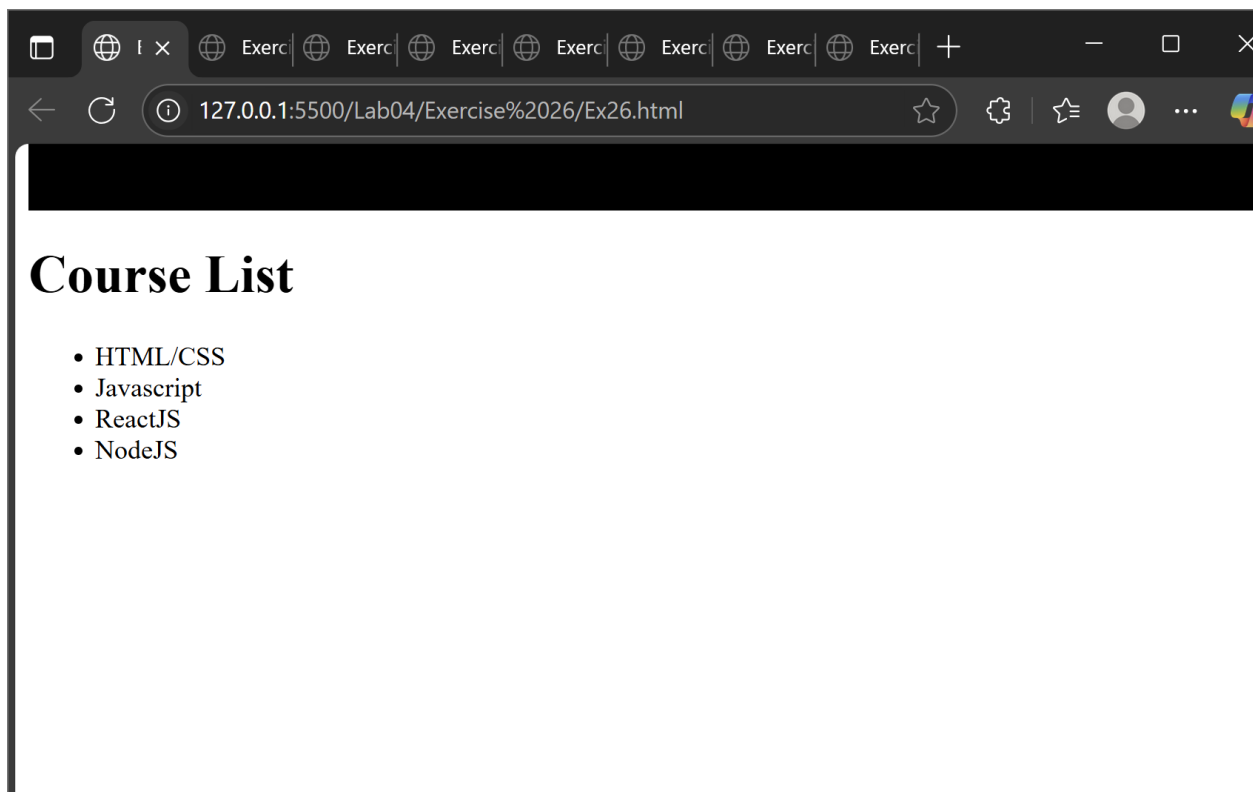 Exerc
Exerc
Exerc
Exerc
Exerc
Exerc
Exerc
127.0.0.1:5500/Lab04/Exercise%2026/Ex26.html
Course List
HTML/CSS
Javascript
ReactJS
NodeJS